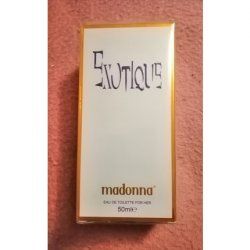 EXOTIQUE
madonna
EAU DE TOILETTE FOR HER
50ml e